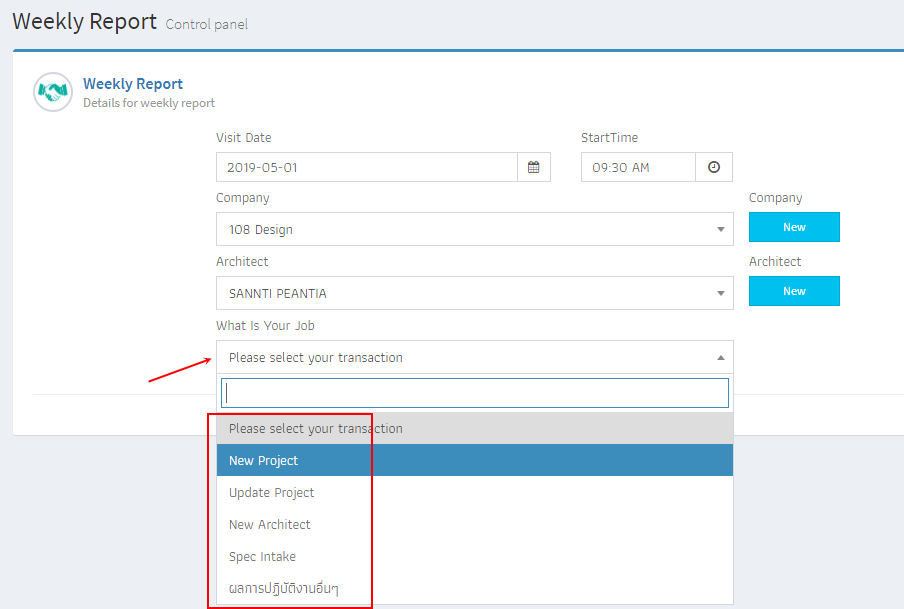 Weekly Report Control panel
Weekly Report
Details for weekly report
Visit Date StartTime
2019-05-01 09:30 AM
Company Company
108 Design New
Architect Architect
SANNTI PEANTIA New
What Is Your Job
Please select your transaction
Please select your transaction
New Project
Update Project
New Architect
Spec Intake
ผลการปฏิบัติงานอื่นๆ